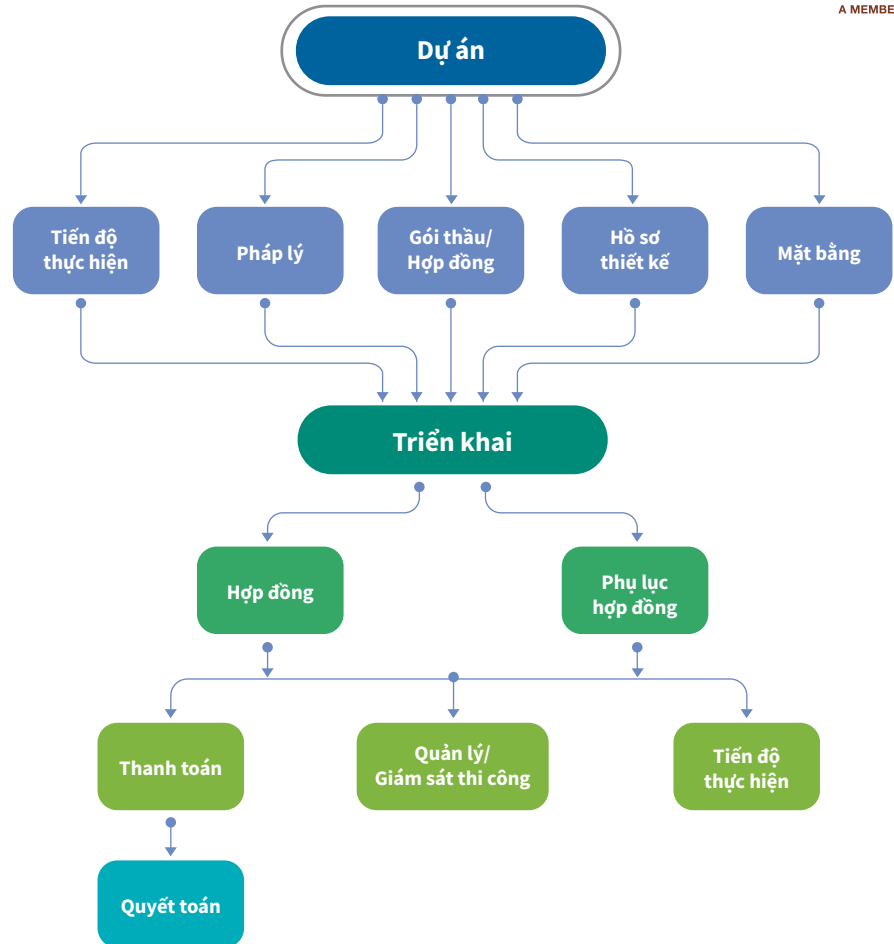 A MEMBE
Dự án
Tiến độ
thực hiện
Pháp lý
Gói thầu/
Hợp đồng
Hồ sơ
thiết kế
Mặt bằng
Triển khai
Hợp đồng
Phụ lục
hợp đồng
Thanh toán
Quản lý/
Giám sát thi công
Tiến độ
thực hiện
Quyết toán